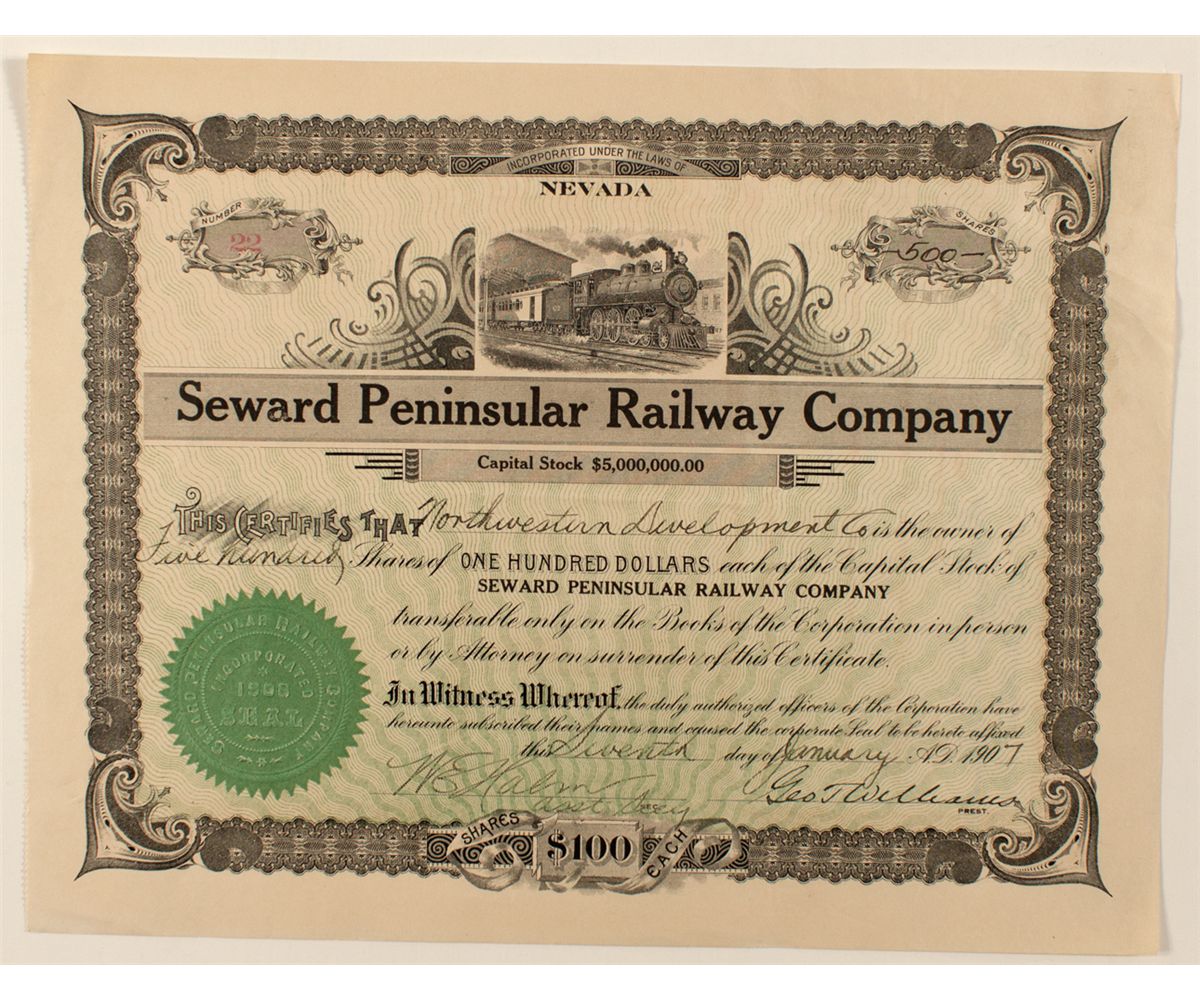 INCORPORATED UNDER THE LAWS OF
NEVADA
NUMBER
22
SHARES
-500-
Seward Peninsular Railway Company
Capital Stock $5,000,000.00
THIS CERTIFIES THAT Northwestern Development Co is the owner of
Five hundred Shares of ONE HUNDRED DOLLARS each of the Capital Stock of
SEWARD PENINSULAR RAILWAY COMPANY
transferable only on the Books of the Corporation in person
or by Attorney on surrender of this Certificate.
In Witness Whereof, the duly authorized officers of the Corporation have
hereunto subscribed their names and caused the corporate Seal to be hereto affixed
this Seventh day of January A.D. 1907
SEWARD PENINSULAR RAILWAY COMPANY
INCORPORATED
1906
SEAL
W E Halm
Asst Secy
SEC.
Geo T Williams
PREST.
SHARES $100 EACH